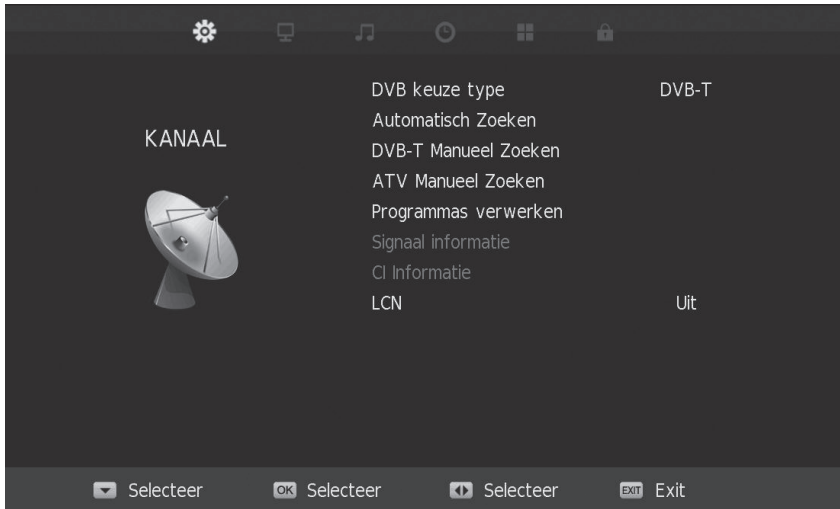 KANAAL
DVB keuze type DVB-T
Automatisch Zoeken
DVB-T Manueel Zoeken
ATV Manueel Zoeken
Programmas verwerken
Signaal informatie
CI Informatie
LCN Uit
Selecteer OK Selecteer Selecteer EXIT Exit